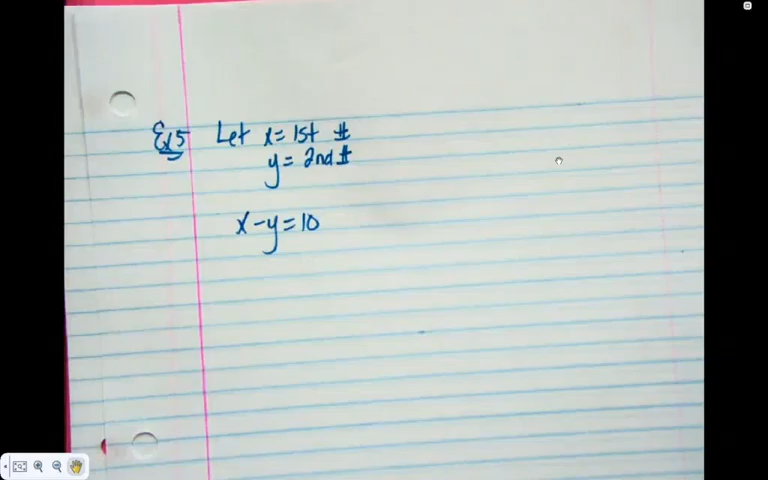 Ex5 Let x = 1st #
y = 2nd #
x - y = 10